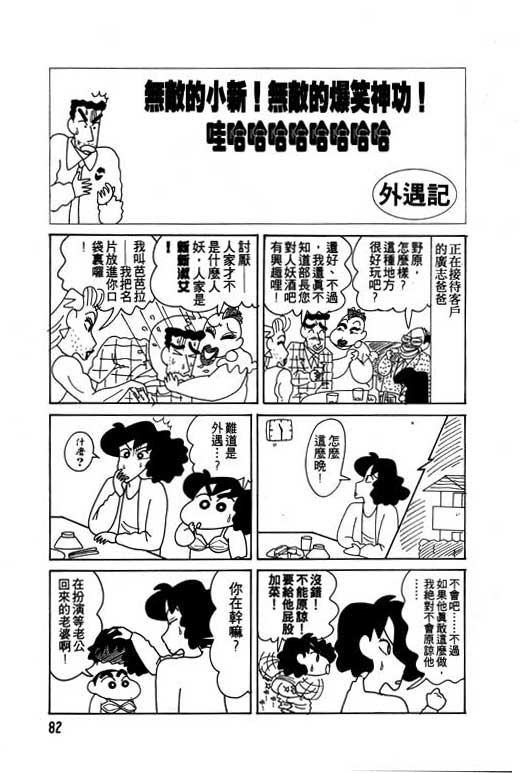 無敵的小新！無敵的爆笑神功！
哇哈哈哈哈哈哈哈哈
外遇記
正在接待客戶
的廣志爸爸
野原，
怎麼樣？
這種地方
很好玩吧？
還好、不過
，我還真不
知道部長您
對人妖酒吧
有興趣哩！
討厭——
人家才不
是什麼人
妖，人家是
新新淑女
！
我叫芭芭拉
——我把名
片放進你口
袋裏囉！
怎麼
這麼晚！
難道是
外遇…？
什麼？
不會吧……不過
如果他真敢這麼做，
我絕對不會原諒他
沒錯！
不能原諒！
要給他屁股
加菜！
你在幹嘛？
在扮演等老公
回來的老婆啊！
82